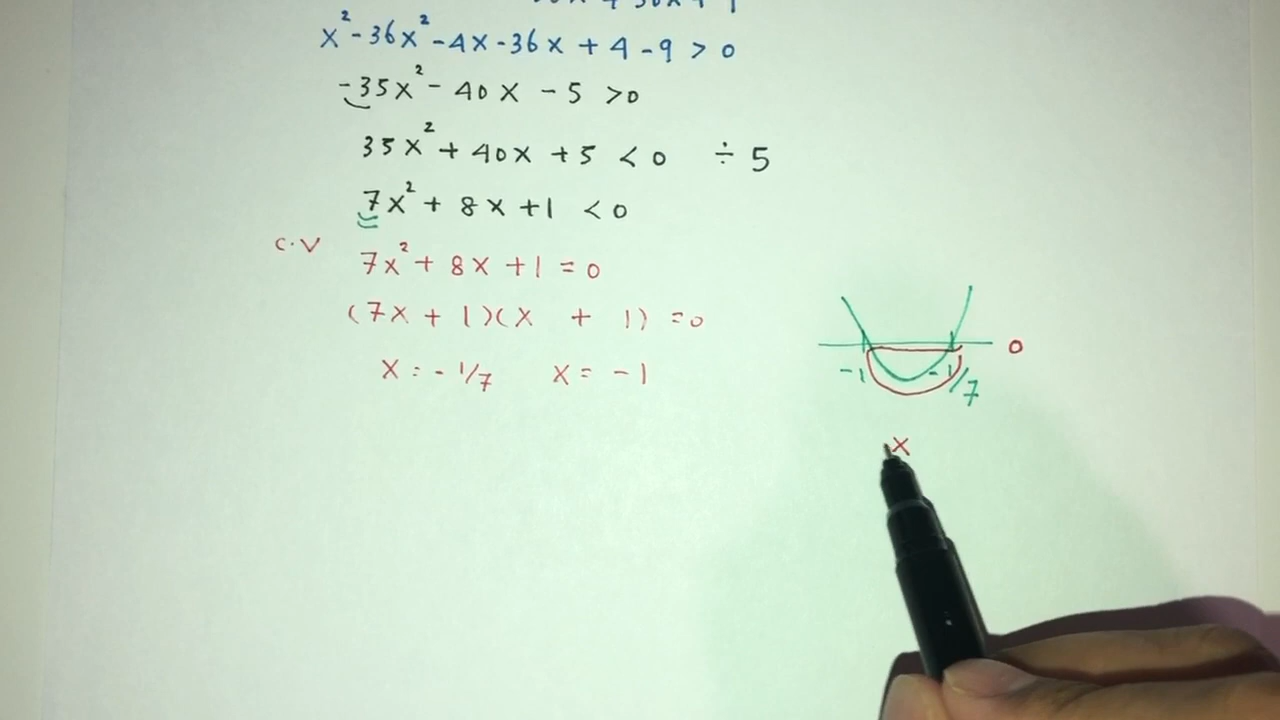 x² - 36x² - 4x - 36x + 4 - 9 > 0
-35x² - 40x - 5 > 0
35x² + 40x + 5 < 0 ÷ 5
7x² + 8x + 1 < 0
c.v 7x² + 8x + 1 = 0
(7x + 1)(x + 1) = 0
x = -1/7 x = -1
0
-1 -1/7
x